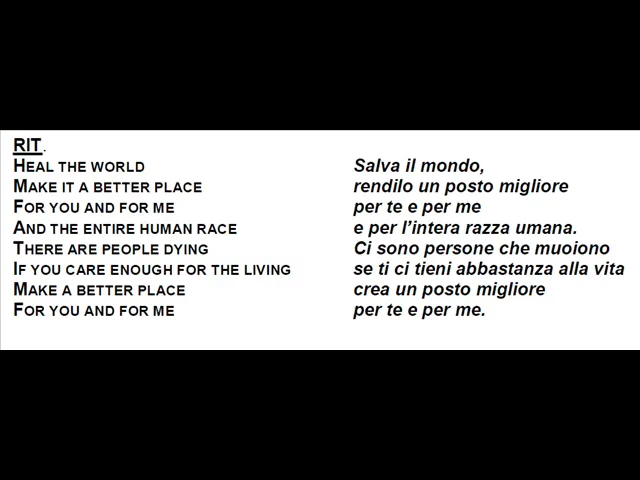 RIT.
HEAL THE WORLD
MAKE IT A BETTER PLACE
FOR YOU AND FOR ME
AND THE ENTIRE HUMAN RACE
THERE ARE PEOPLE DYING
IF YOU CARE ENOUGH FOR THE LIVING
MAKE A BETTER PLACE
FOR YOU AND FOR ME
Salva il mondo,
rendilo un posto migliore
per te e per me
e per l'intera razza umana.
Ci sono persone che muoiono
se ti ci tieni abbastanza alla vita
crea un posto migliore
per te e per me.